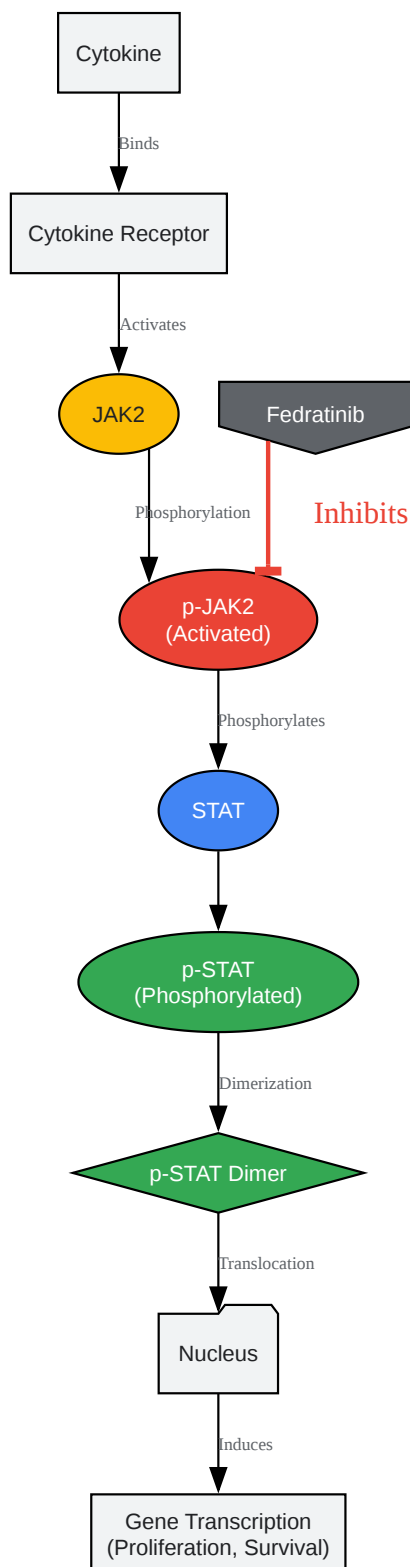 Cytokine
Binds
Cytokine Receptor
Activates
JAK2
Fedratinib
Phosphorylation
Inhibits
p-JAK2
(Activated)
Phosphorylates
STAT
p-STAT
(Phosphorylated)
Dimerization
p-STAT Dimer
Translocation
Nucleus
Induces
Gene Transcription
(Proliferation, Survival)